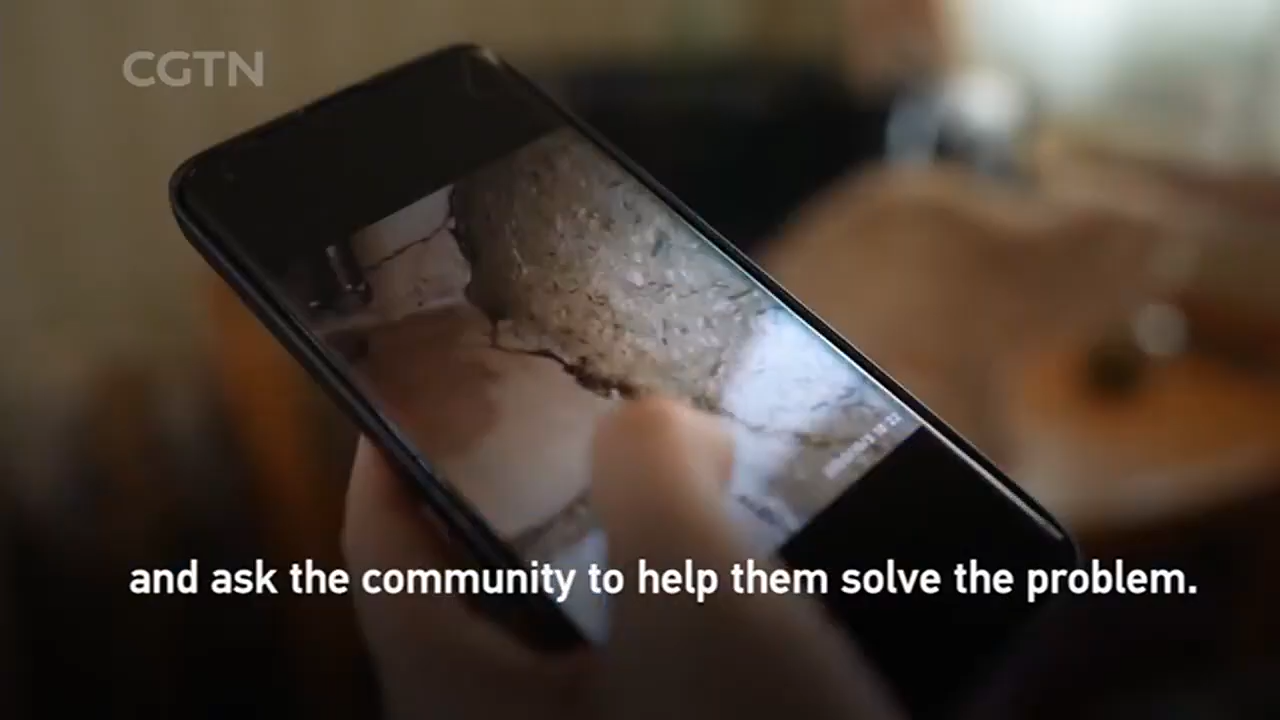 CGTN
and ask the community to help them solve the problem.